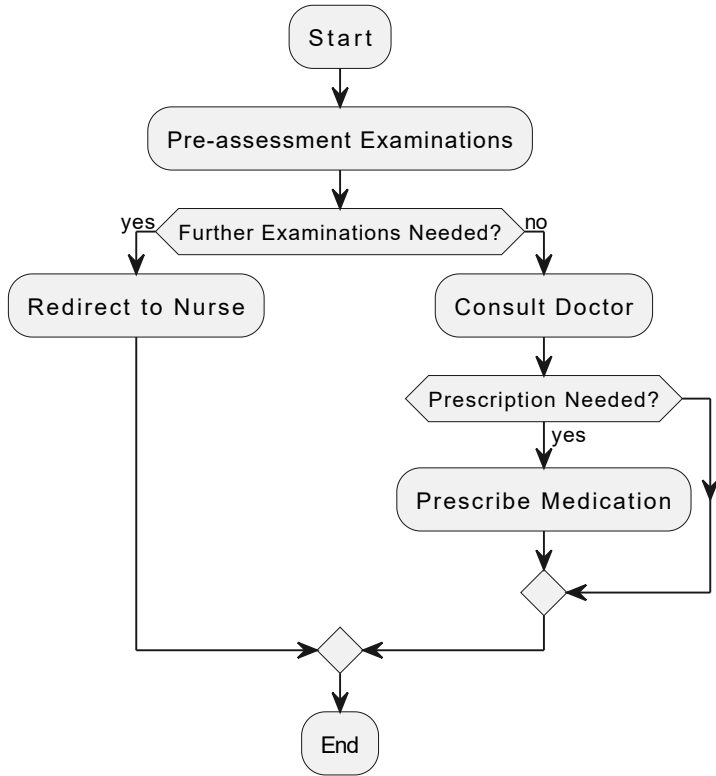 Start
Pre-assessment Examinations
yes
Further Examinations Needed?
no
Redirect to Nurse
Consult Doctor
Prescription Needed?
yes
Prescribe Medication
End